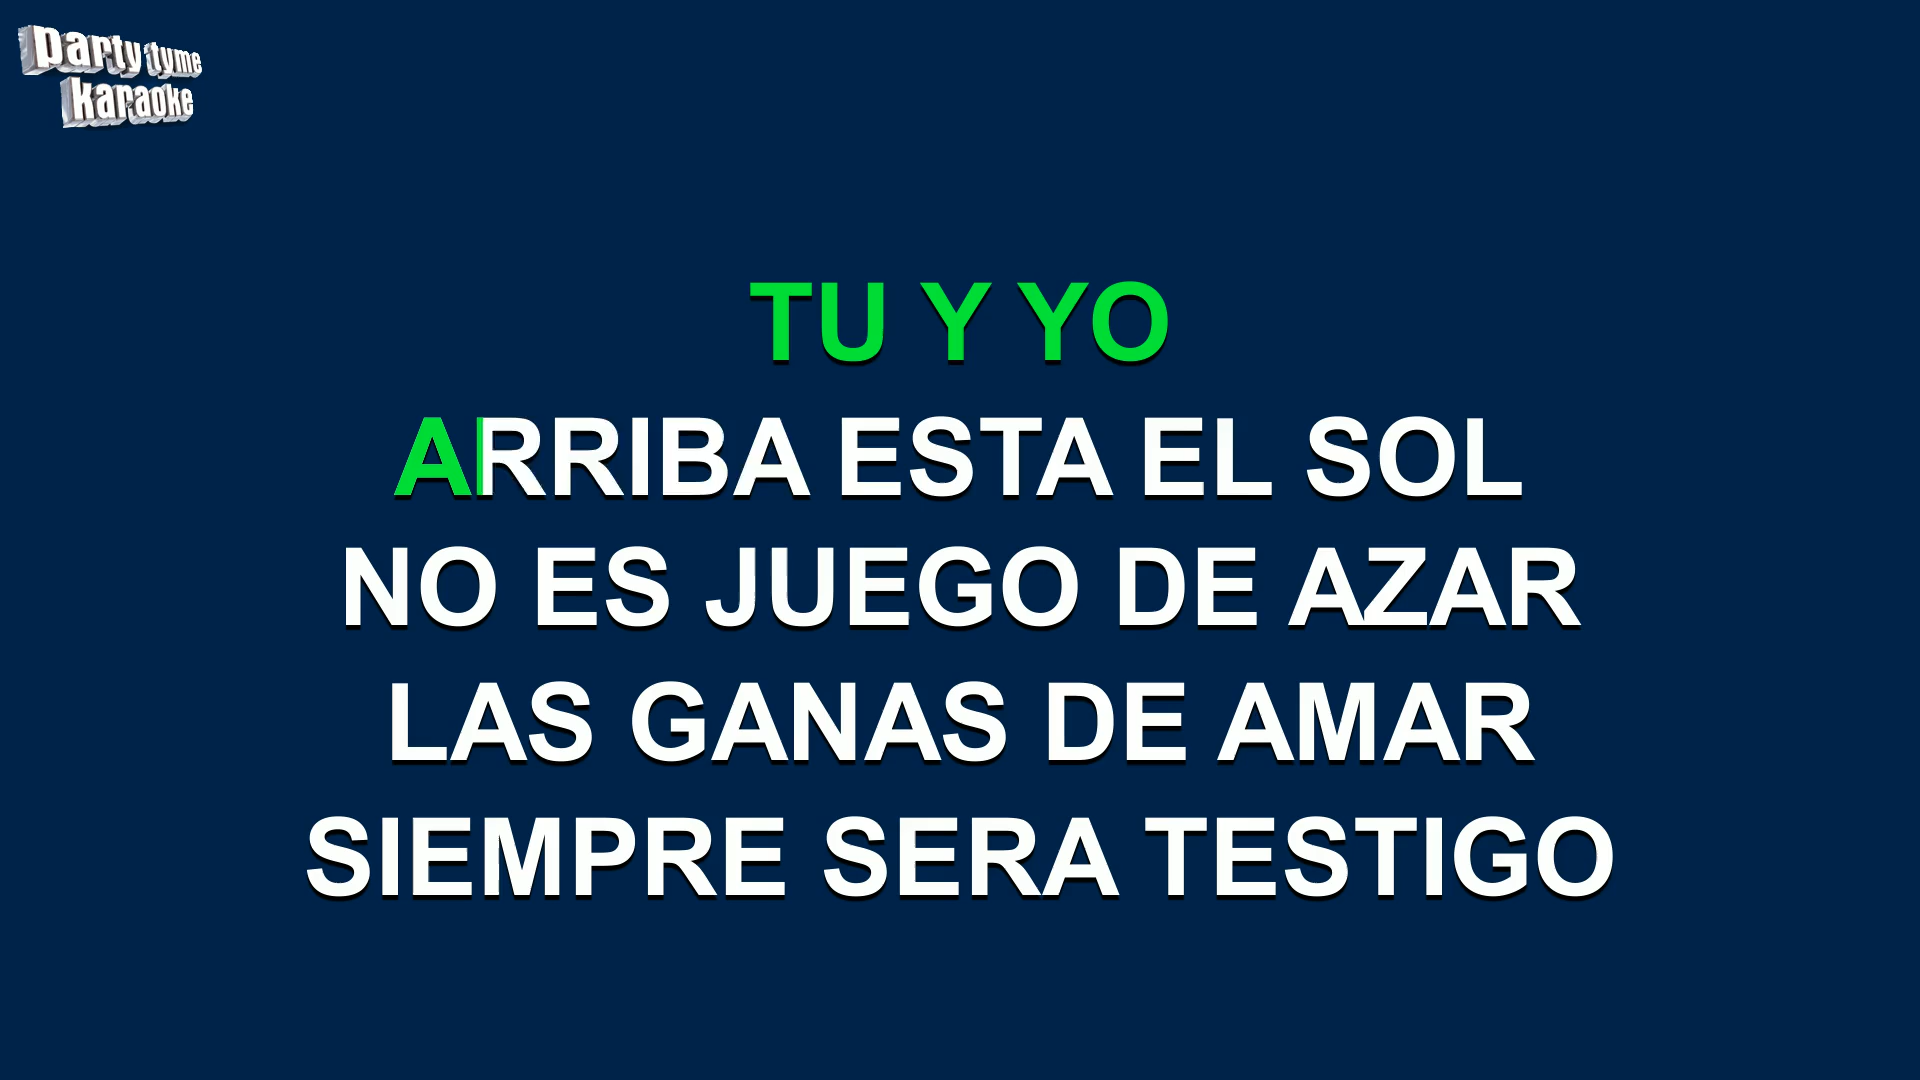 party tyme
karaoke
TU Y YO
ARRIBA ESTA EL SOL
NO ES JUEGO DE AZAR
LAS GANAS DE AMAR
SIEMPRE SERA TESTIGO